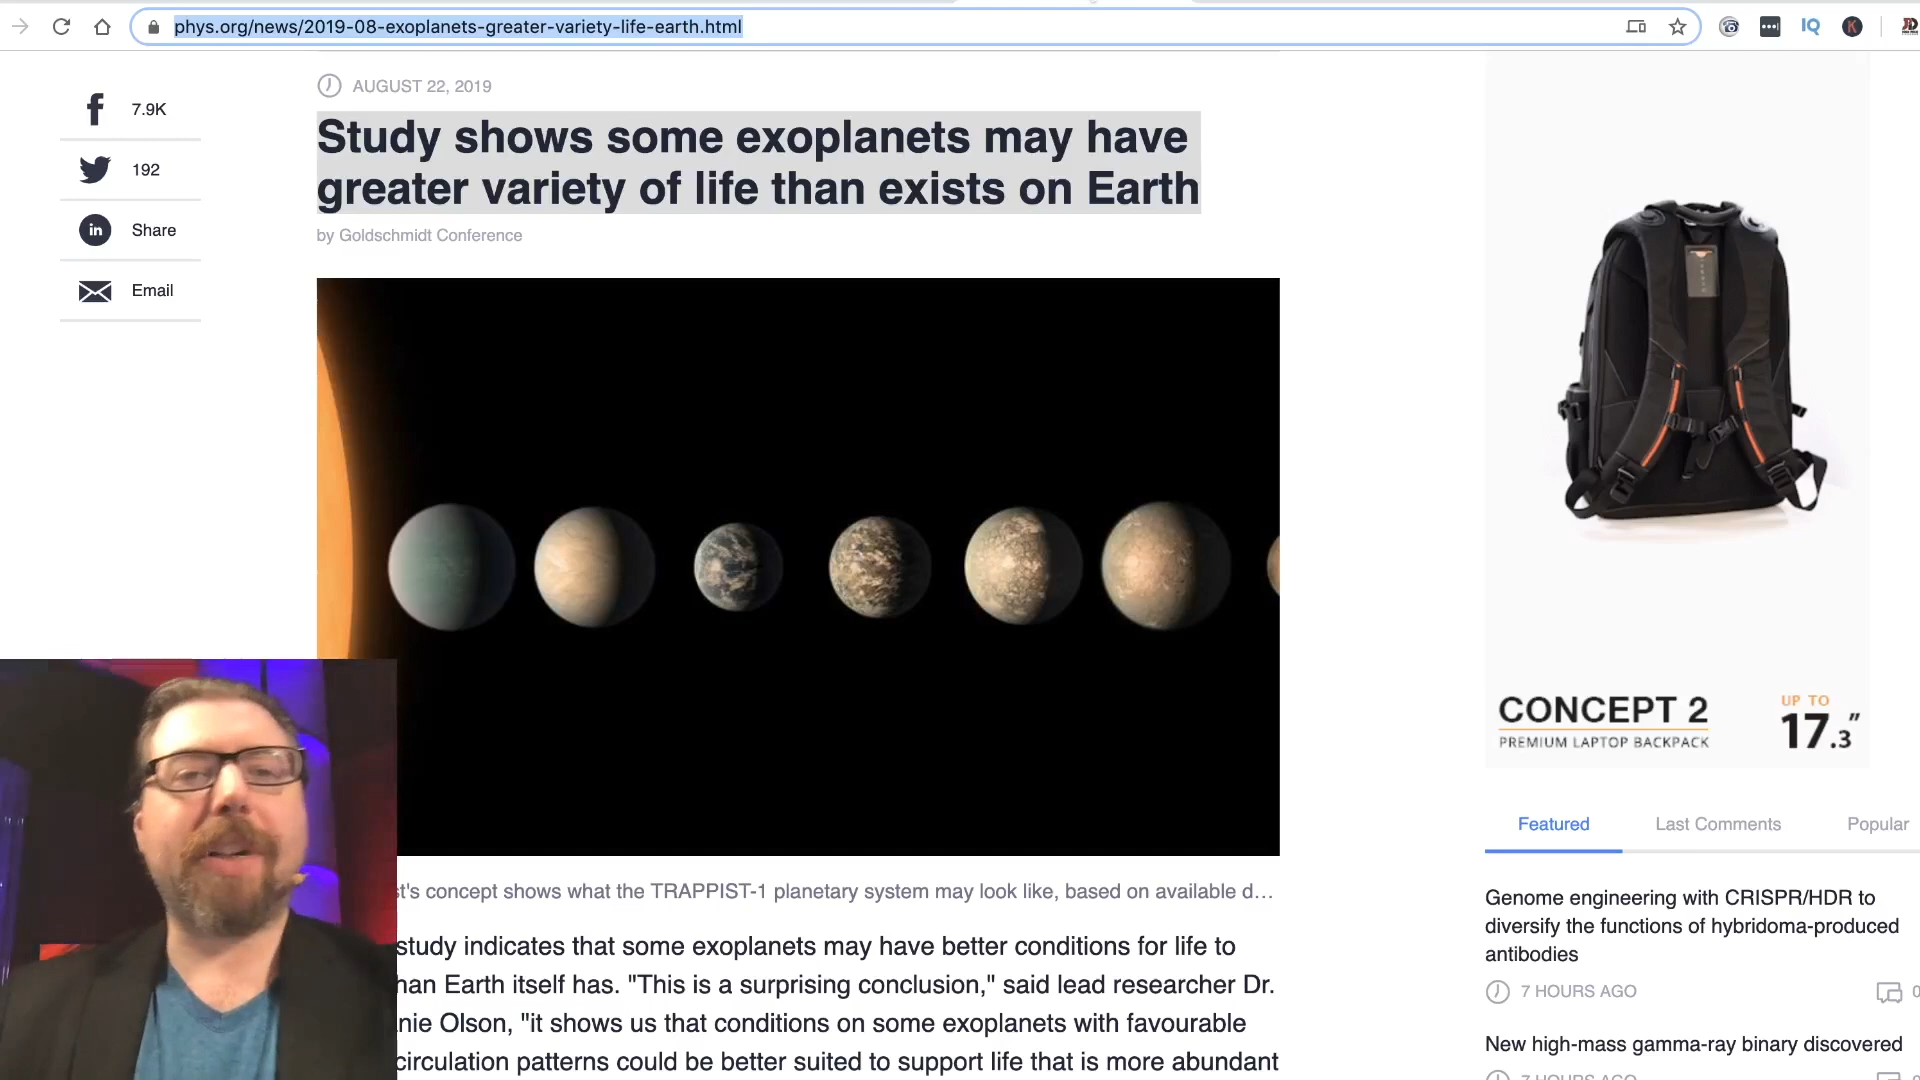 phys.org/news/2019-08-exoplanets-greater-variety-life-earth.html
IQ
K
7.9K
192
in Share
Email
AUGUST 22, 2019
Study shows some exoplanets may have
greater variety of life than exists on Earth
by Goldschmidt Conference
st's concept shows what the TRAPPIST-1 planetary system may look like, based on available d...
study indicates that some exoplanets may have better conditions for life to
han Earth itself has. "This is a surprising conclusion," said lead researcher Dr.
nie Olson, "it shows us that conditions on some exoplanets with favourable
circulation patterns could be better suited to support life that is more abundant
CONCEPT 2
PREMIUM LAPTOP BACKPACK
UP TO
17.3"
Featured Last Comments Popular
Genome engineering with CRISPR/HDR to
diversify the functions of hybridoma-produced
antibodies
7 HOURS AGO 0
New high-mass gamma-ray binary discovered
7 HOURS AGO